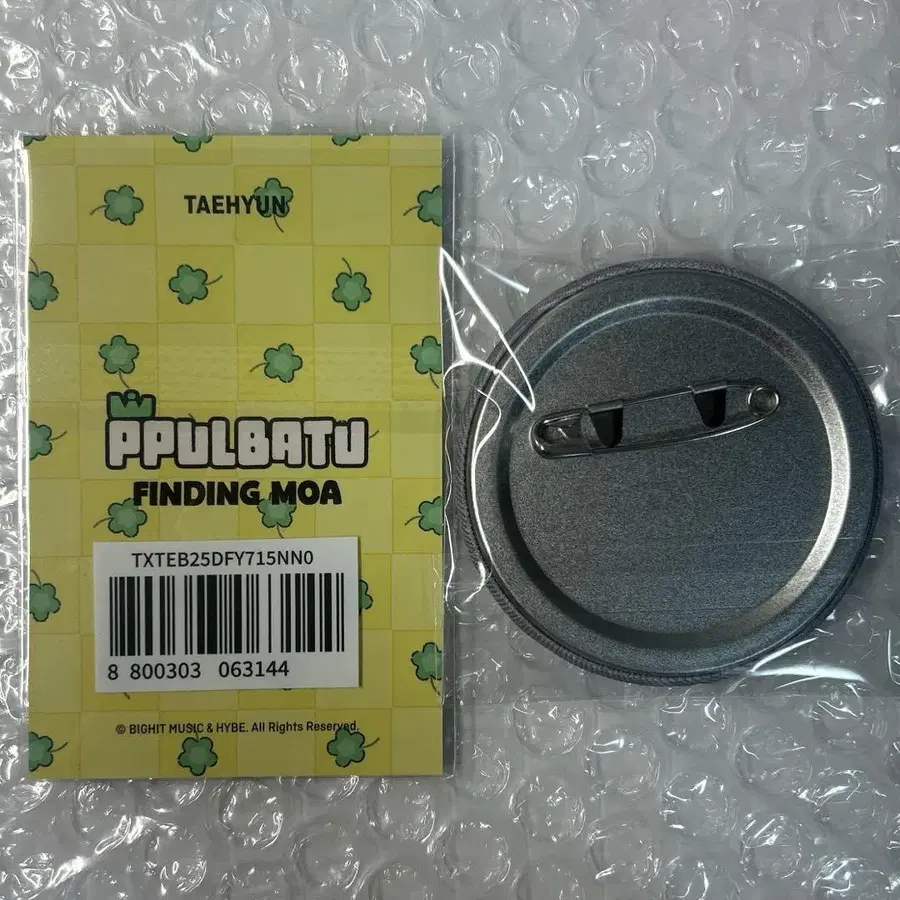 TAEHYUN
PPULBATU
FINDING MOA
TXTEB25DFY715NN0
8 800303 063144
© BIGHIT MUSIC & HYBE. All Rights Reserved.